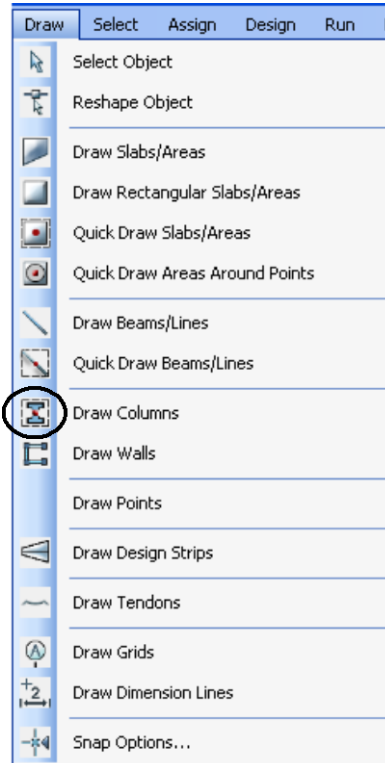 Draw Select Assign Design Run
Select Object
Reshape Object
Draw Slabs/Areas
Draw Rectangular Slabs/Areas
Quick Draw Slabs/Areas
Quick Draw Areas Around Points
Draw Beams/Lines
Quick Draw Beams/Lines
Draw Columns
Draw Walls
Draw Points
Draw Design Strips
Draw Tendons
A Draw Grids
+2 Draw Dimension Lines
Snap Options...